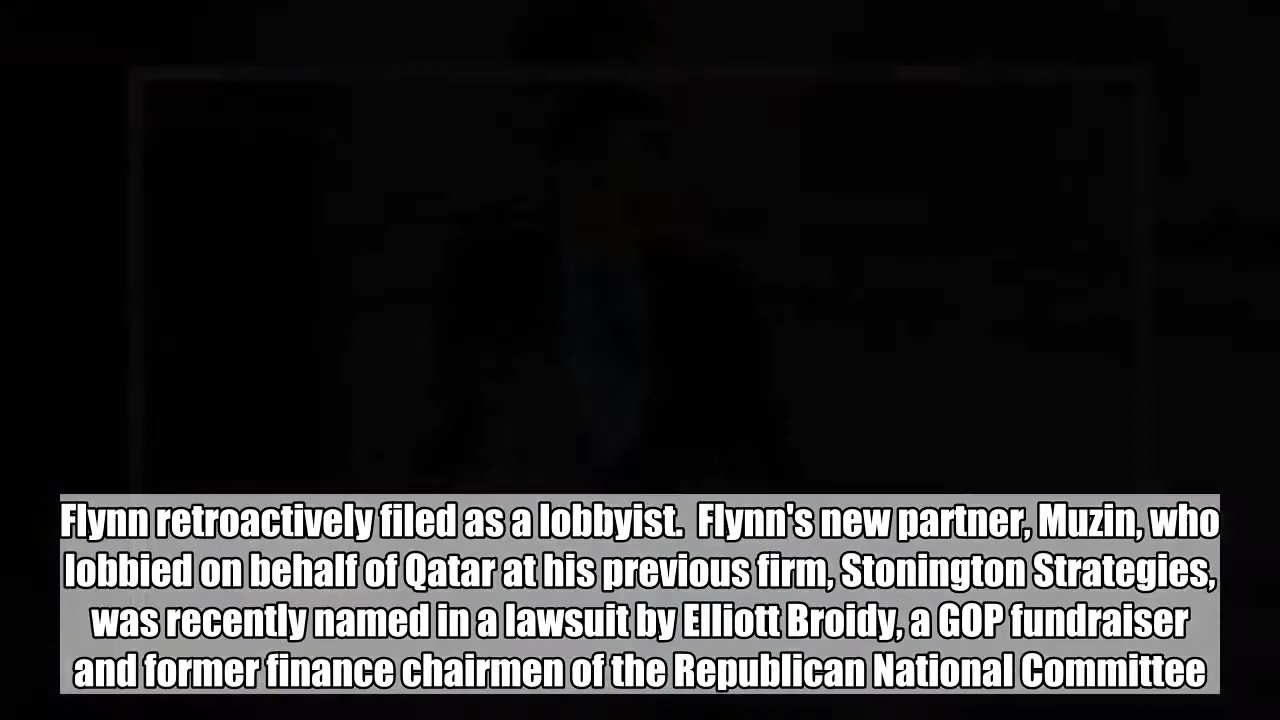 Flynn retroactively filed as a lobbyist.  Flynn's new partner, Muzin, who
lobbied on behalf of Qatar at his previous firm, Stonington Strategies,
was recently named in a lawsuit by Elliott Broidy, a GOP fundraiser
and former finance chairmen of the Republican National Committee